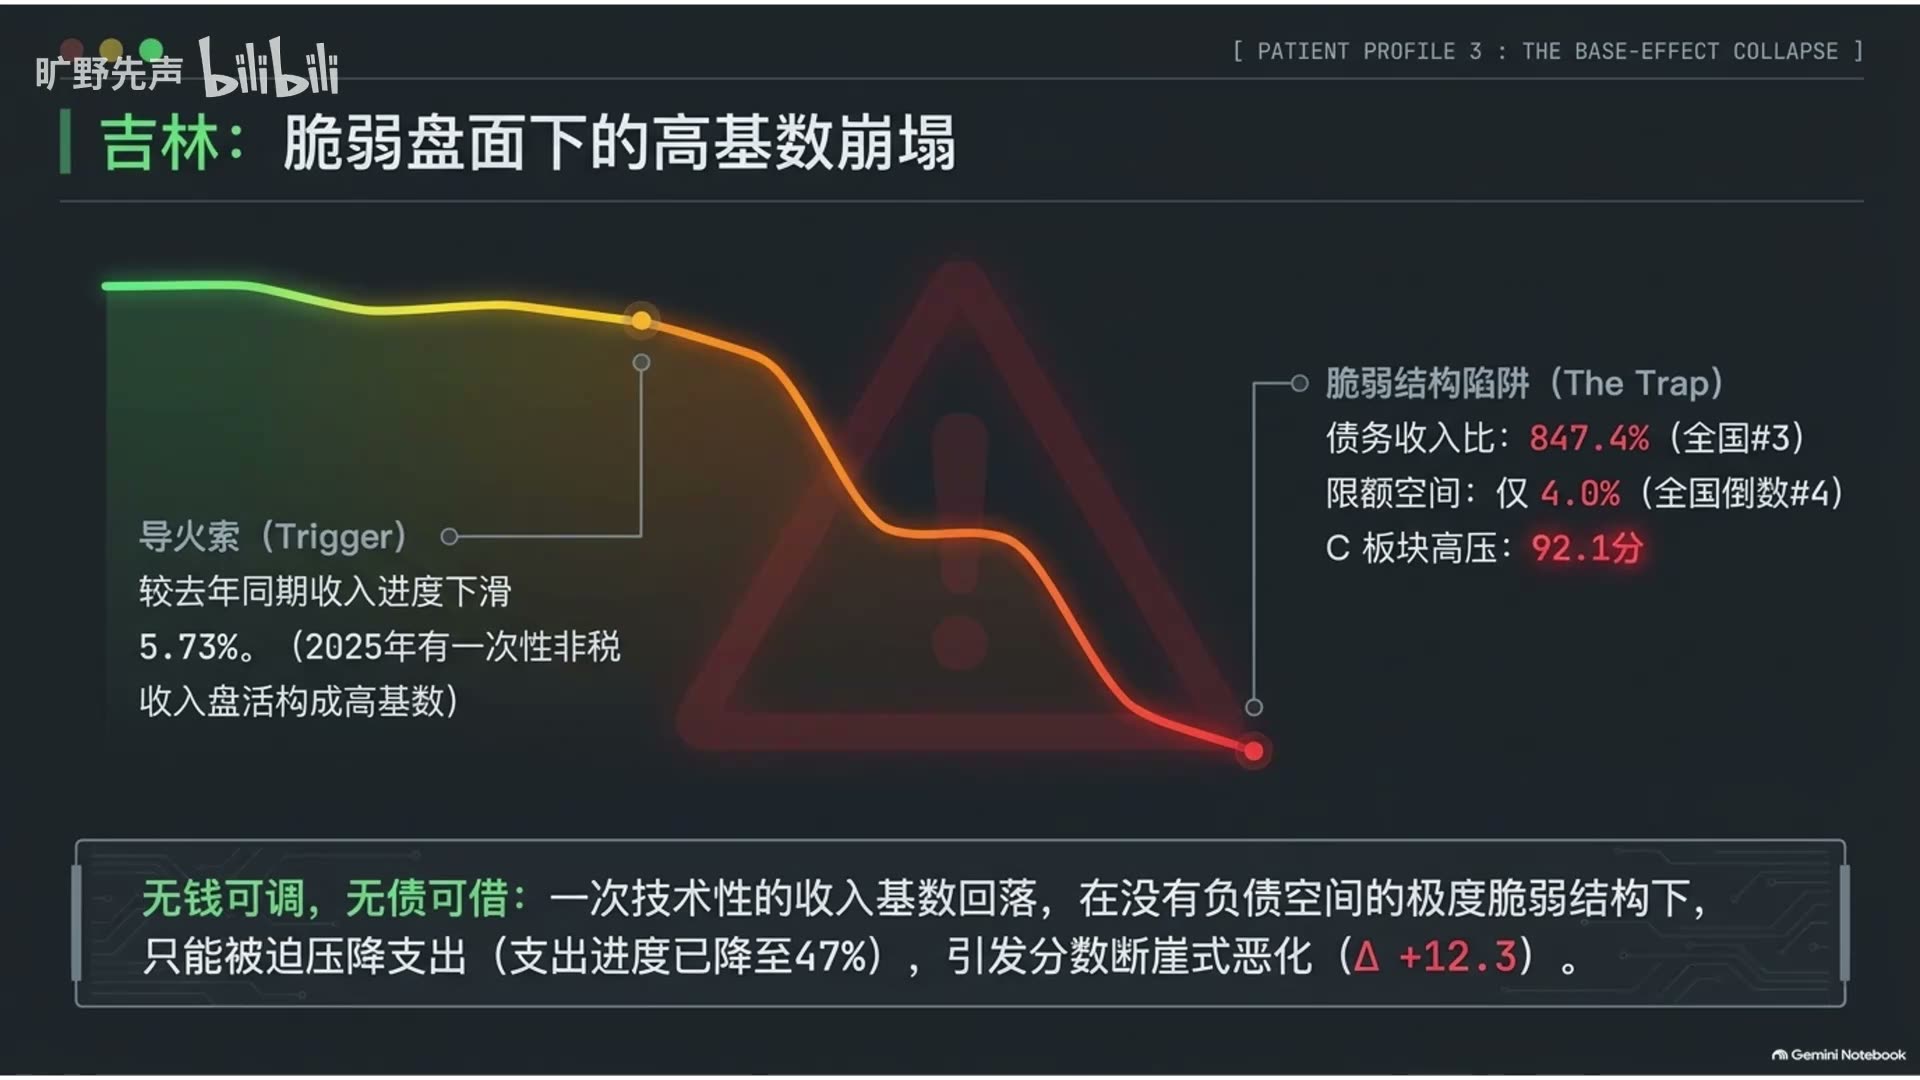 旷野先声 bilibili
[ PATIENT PROFILE 3 : THE BASE-EFFECT COLLAPSE ]
吉林：脆弱盘面下的高基数崩塌
导火索（Trigger）
较去年同期收入进度下滑
5.73%。（2025年有一次性非税
收入盘活构成高基数）
脆弱结构陷阱（The Trap）
债务收入比：847.4%（全国#3）
限额空间：仅 4.0%（全国倒数#4）
C 板块高压：92.1分
无钱可调，无债可借：一次技术性的收入基数回落，在没有负债空间的极度脆弱结构下，
只能被迫压降支出（支出进度已降至47%），引发分数断崖式恶化（Δ +12.3）。
Gemini Notebook